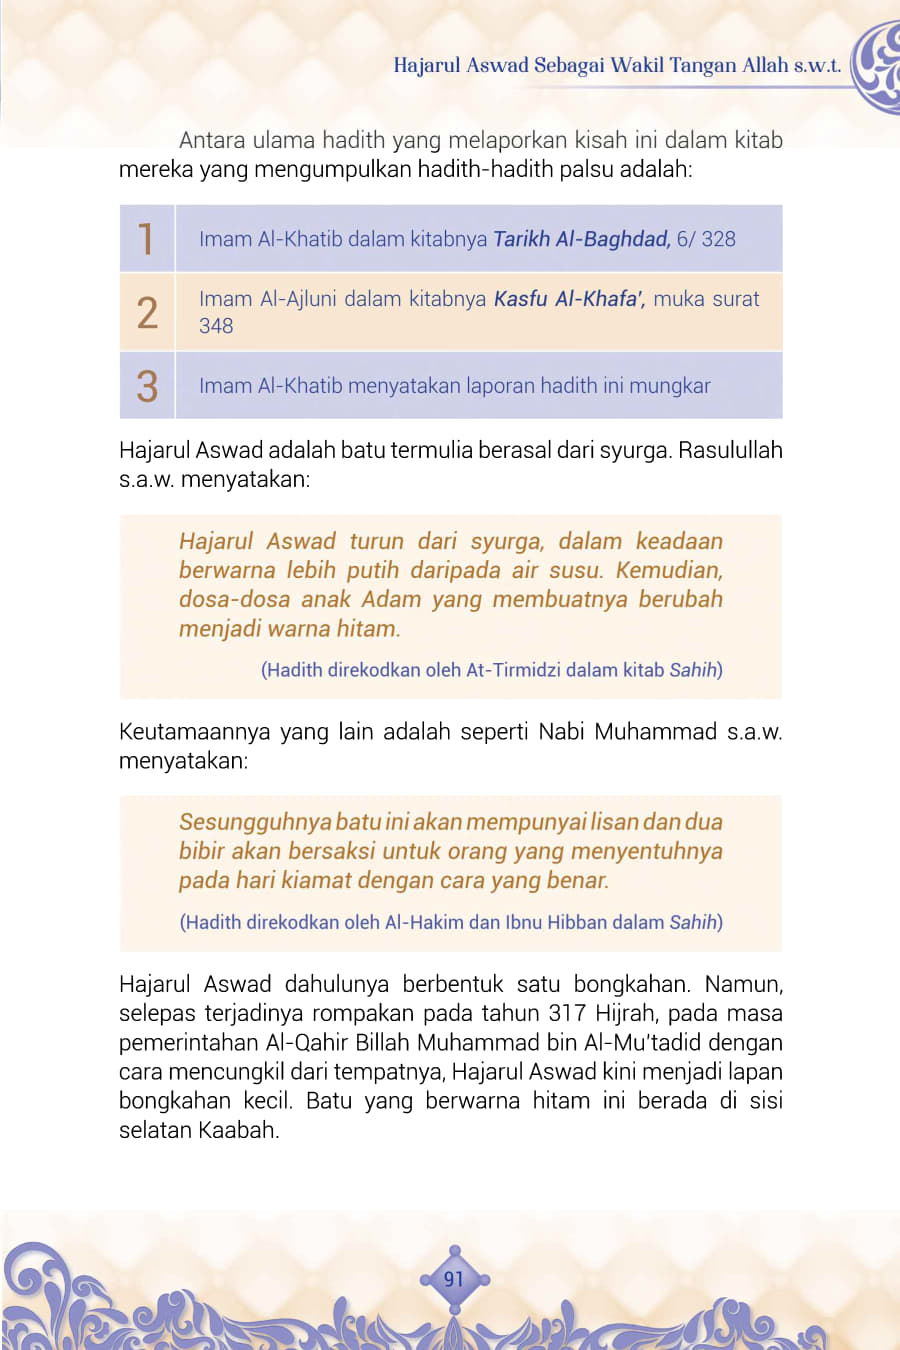 Hajarul Aswad Sebagai Wakil Tangan Allah s.w.t.
Antara ulama hadith yang melaporkan kisah ini dalam kitab
mereka yang mengumpulkan hadith-hadith palsu adalah:
1
Imam Al-Khatib dalam kitabnya Tarikh Al-Baghdad, 6/ 328
2
Imam Al-Ajluni dalam kitabnya Kasfu Al-Khafa', muka surat
348
3
Imam Al-Khatib menyatakan laporan hadith ini mungkar
Hajarul Aswad adalah batu termulia berasal dari syurga. Rasulullah
s.a.w. menyatakan:
Hajarul Aswad turun dari syurga, dalam keadaan
berwarna lebih putih daripada air susu. Kemudian,
dosa-dosa anak Adam yang membuatnya berubah
menjadi warna hitam.
(Hadith direkodkan oleh At-Tirmidzi dalam kitab Sahih)
Keutamaannya yang lain adalah seperti Nabi Muhammad s.a.w.
menyatakan:
Sesungguhnya batu ini akan mempunyai lisan dan dua
bibir akan bersaksi untuk orang yang menyentuhnya
pada hari kiamat dengan cara yang benar.
(Hadith direkodkan oleh Al-Hakim dan Ibnu Hibban dalam Sahih)
Hajarul Aswad dahulunya berbentuk satu bongkahan. Namun,
selepas terjadinya rompakan pada tahun 317 Hijrah, pada masa
pemerintahan Al-Qahir Billah Muhammad bin Al-Mu'tadid dengan
cara mencungkil dari tempatnya, Hajarul Aswad kini menjadi lapan
bongkahan kecil. Batu yang berwarna hitam ini berada di sisi
selatan Kaabah.
91